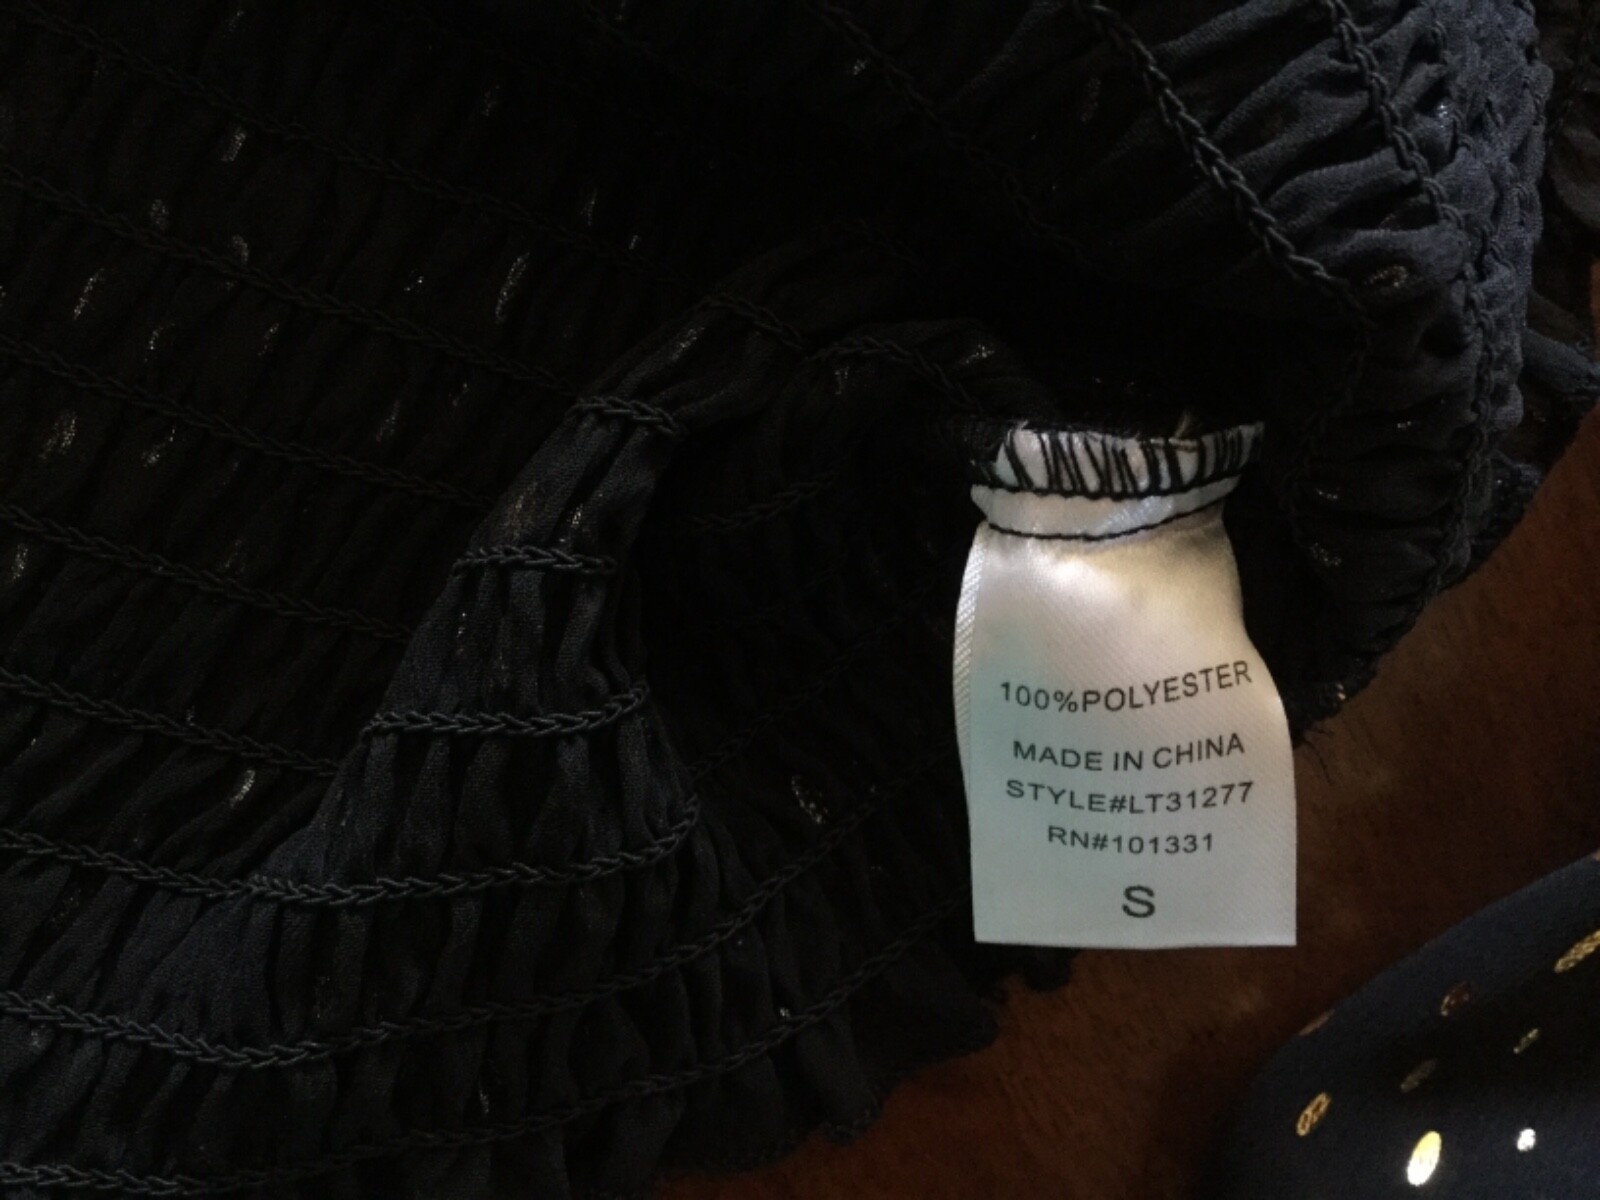 100%POLYESTER
MADE IN CHINA
STYLE#LT31277
RN#101331
S